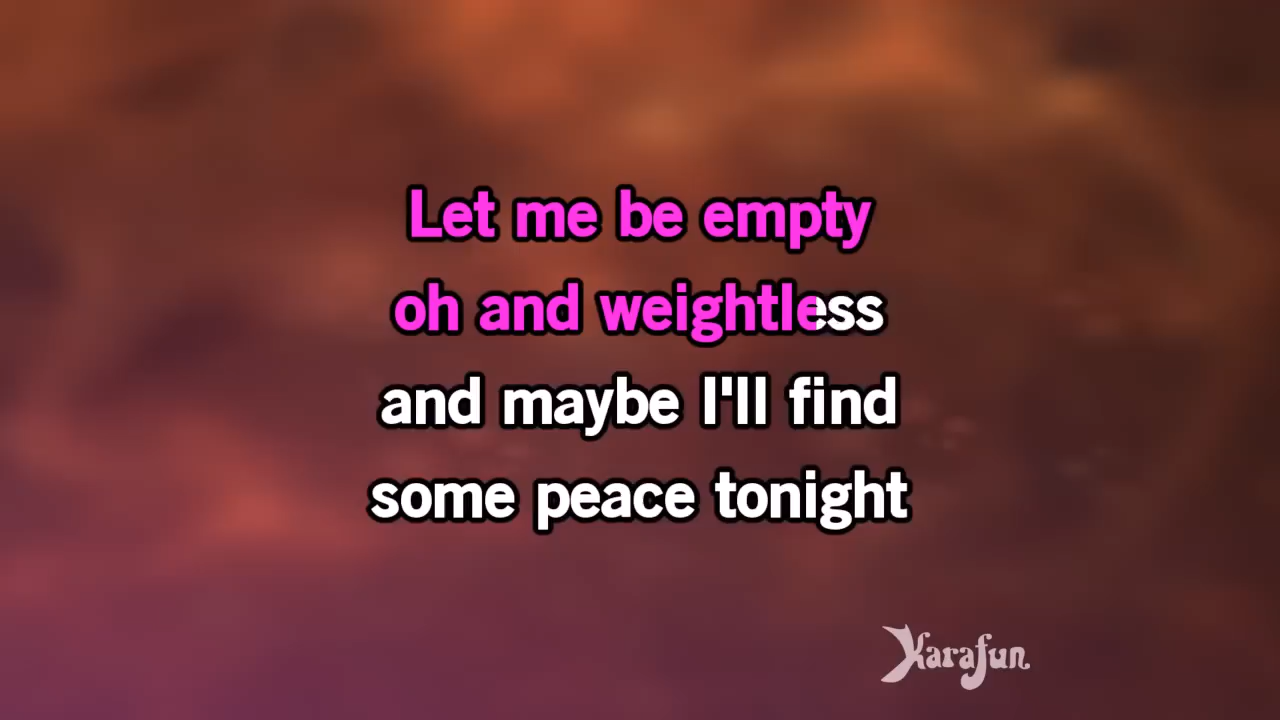 Let me be empty
oh and weightless
and maybe I'll find
some peace tonight
Karafun